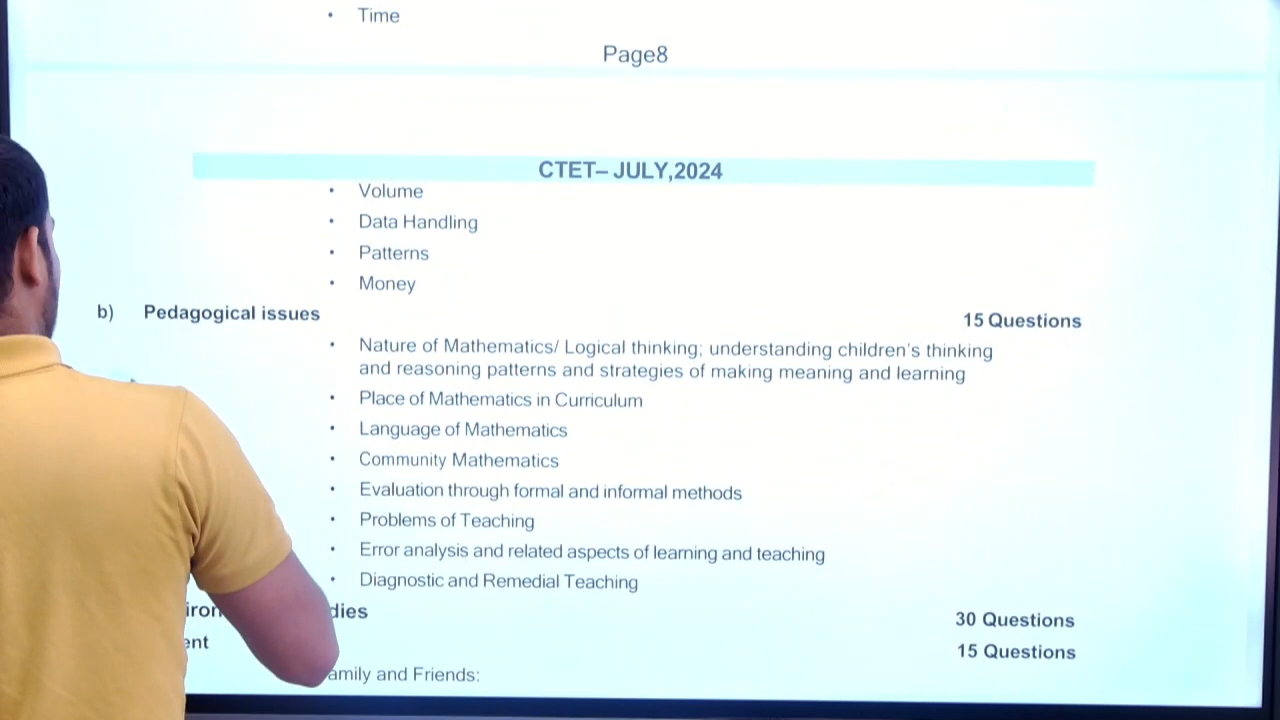 • Time
Page8
CTET– JULY,2024
• Volume
• Data Handling
• Patterns
• Money
b) Pedagogical issues 15 Questions
• Nature of Mathematics/ Logical thinking; understanding children's thinking
and reasoning patterns and strategies of making meaning and learning
• Place of Mathematics in Curriculum
• Language of Mathematics
• Community Mathematics
• Evaluation through formal and informal methods
• Problems of Teaching
• Error analysis and related aspects of learning and teaching
• Diagnostic and Remedial Teaching
30 Questions
15 Questions
and Friends: